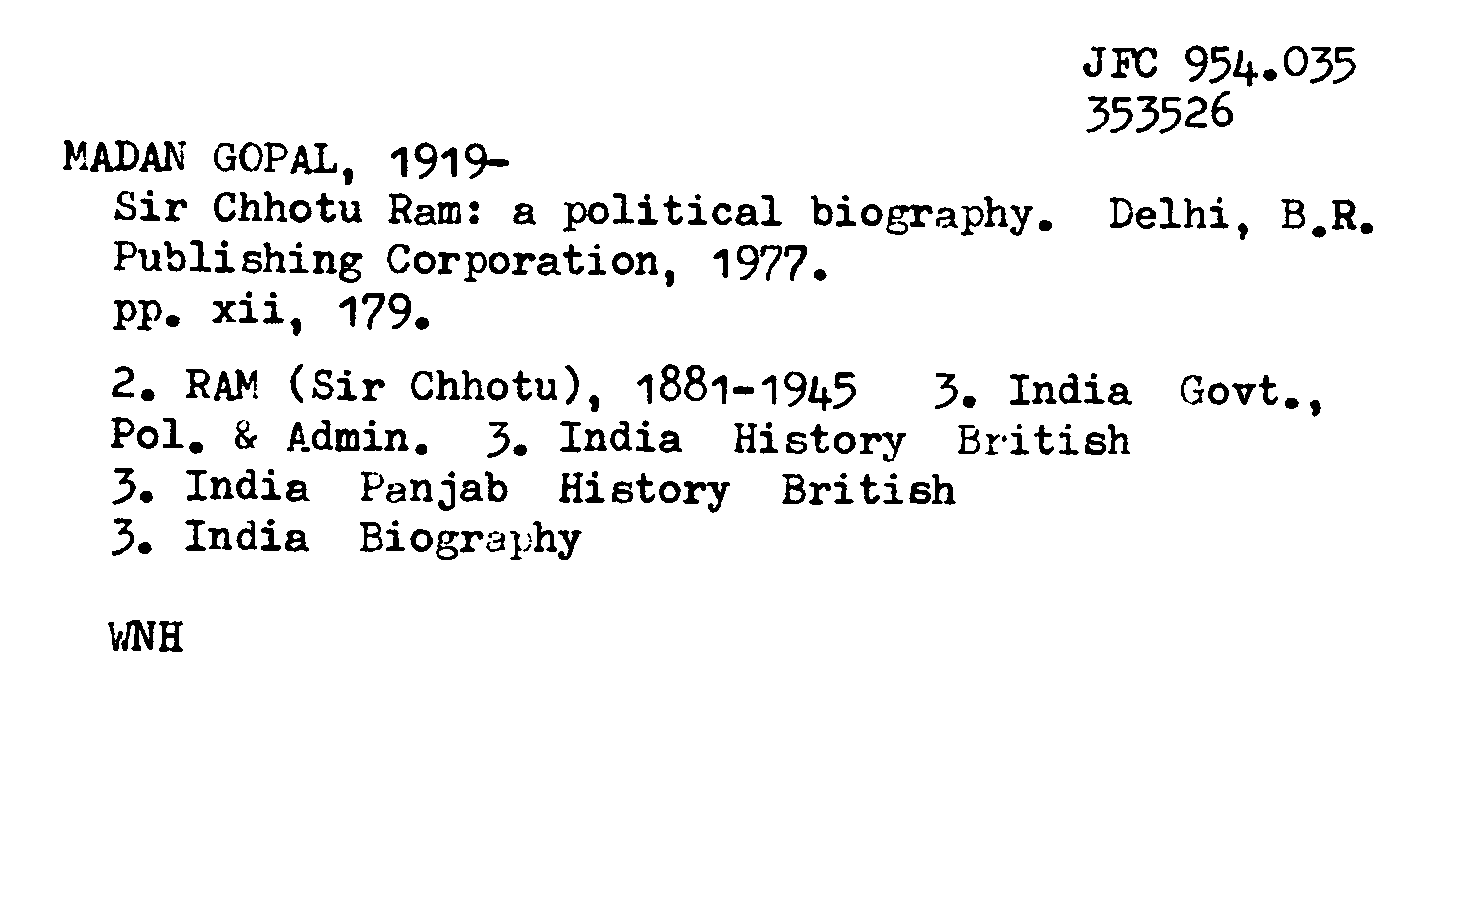 JFC 954.035
353526
MADAN GOPAL, 1919-
Sir Chhotu Ram: a political biography. Delhi, B.R.
Publishing Corporation, 1977.
pp. xii, 179.
2. RAM (Sir Chhotu), 1881-1945 3. India Govt.,
Pol. & Admin. 3. India History British
3. India Panjab History British
3. India Biography
WNH